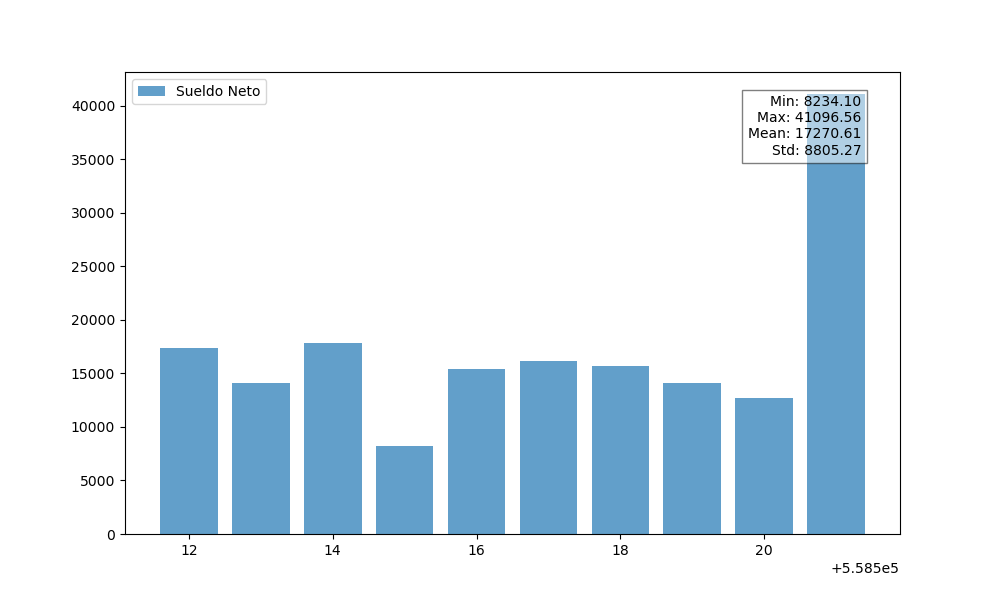 Sueldo Neto
Min: 8234.10
Max: 41096.56
Mean: 17270.61
Std: 8805.27
40000
35000
30000
25000
20000
15000
10000
5000
0
12 14 16 18 20
+5.585e5